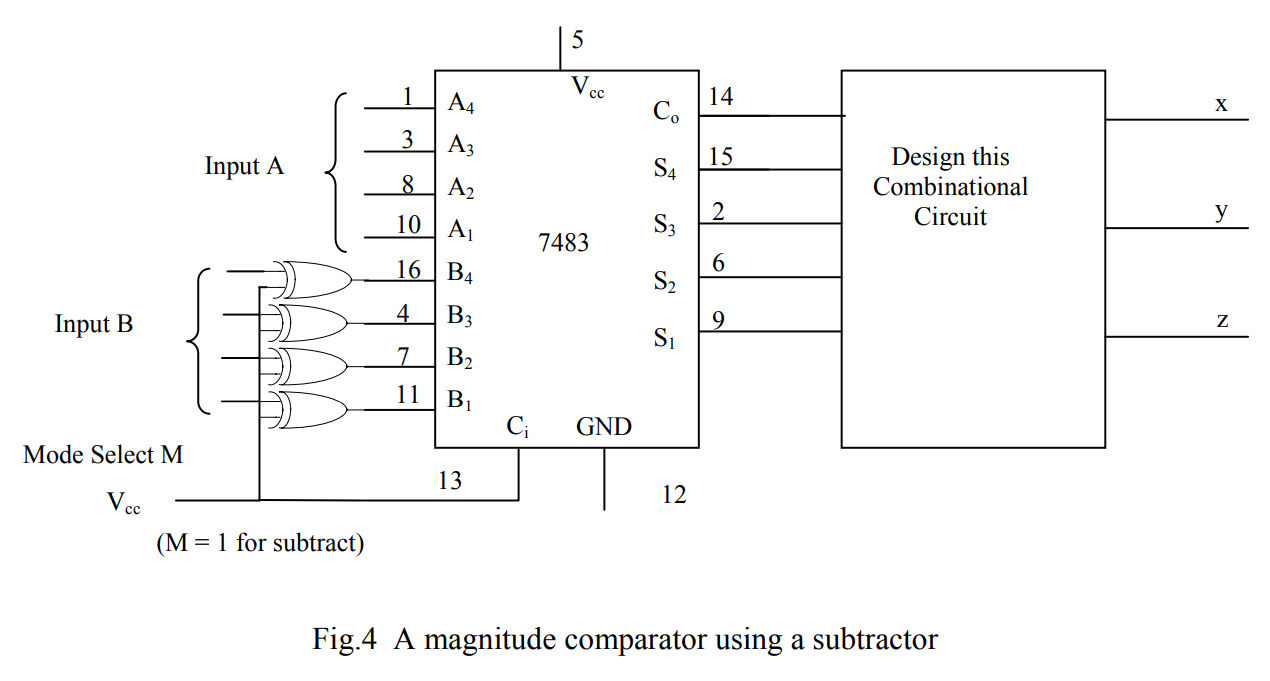 5
Vcc
1 A4
3 A3
8 A2
10 A1
Input A
16 B4
4 B3
7 B2
11 B1
Input B
7483
Co 14
S4 15
S3 2
S2 6
S1 9
Ci GND
13
12
Mode Select M
Vcc
(M = 1 for subtract)
Design this
Combinational
Circuit
x
y
z
Fig.4 A magnitude comparator using a subtractor